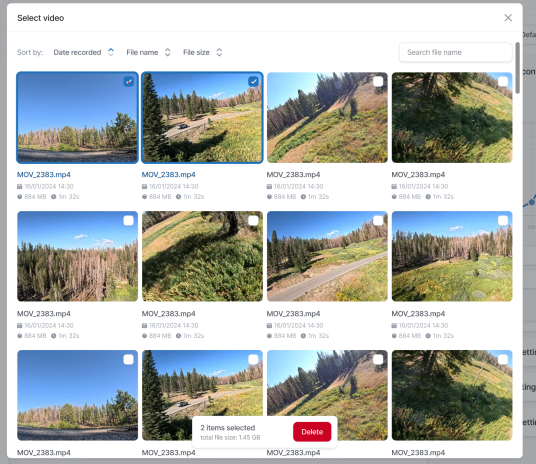 Select video
Sort by: Date recorded File name File size
Search file name
MOV_2383.mp4 MOV_2383.mp4 MOV_2383.mp4 MOV_2383.mp4
16/01/2024 14:30 16/01/2024 14:30 16/01/2024 14:30 16/01/2024 14:30
884 MB 1m 32s 884 MB 1m 32s 884 MB 1m 32s 884 MB 1m 32s
MOV_2383.mp4 MOV_2383.mp4 MOV_2383.mp4 MOV_2383.mp4
16/01/2024 14:30 16/01/2024 14:30 16/01/2024 14:30 16/01/2024 14:30
884 MB 1m 32s 884 MB 1m 32s 884 MB 1m 32s 884 MB 1m 32s
2 items selected
total file size: 1.45 GB
Delete
MOV_2383.mp4 MOV_2383.mp4 MOV_2383.mp4 MOV_2383.mp4